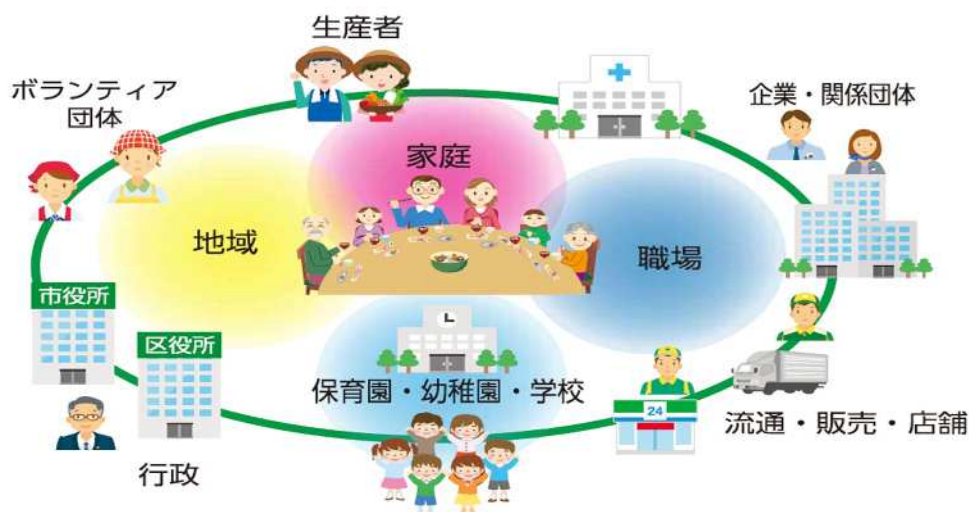 生産者
ボランティア
団体
企業・関係団体
家庭
地域
職場
市役所
区役所
保育園・幼稚園・学校
24
流通・販売・店舗
行政